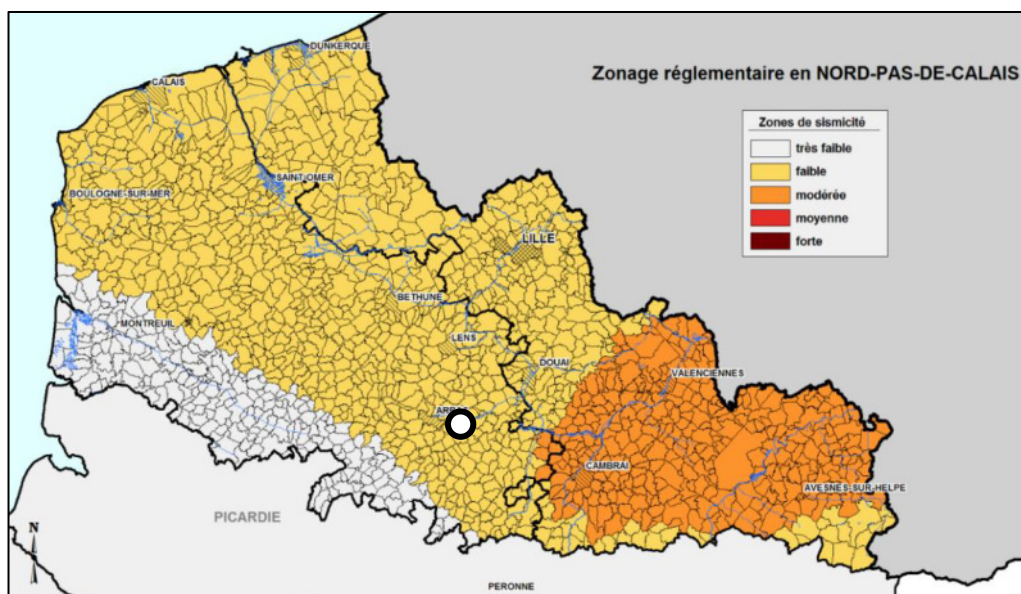 DUNKERQUE
CALAIS
Zonage réglementaire en NORD-PAS-DE-CALAIS
Zones de sismicité
très faible
faible
modérée
moyenne
forte
SAINT-OMER
BOULOGNE-SUR-MER
LILLE
BETHUNE
MONTREUIL
LENS
DOUAI
VALENCIENNES
CAMBRAI
AVESNES-SUR-HELPE
PICARDIE
N
PERONNE